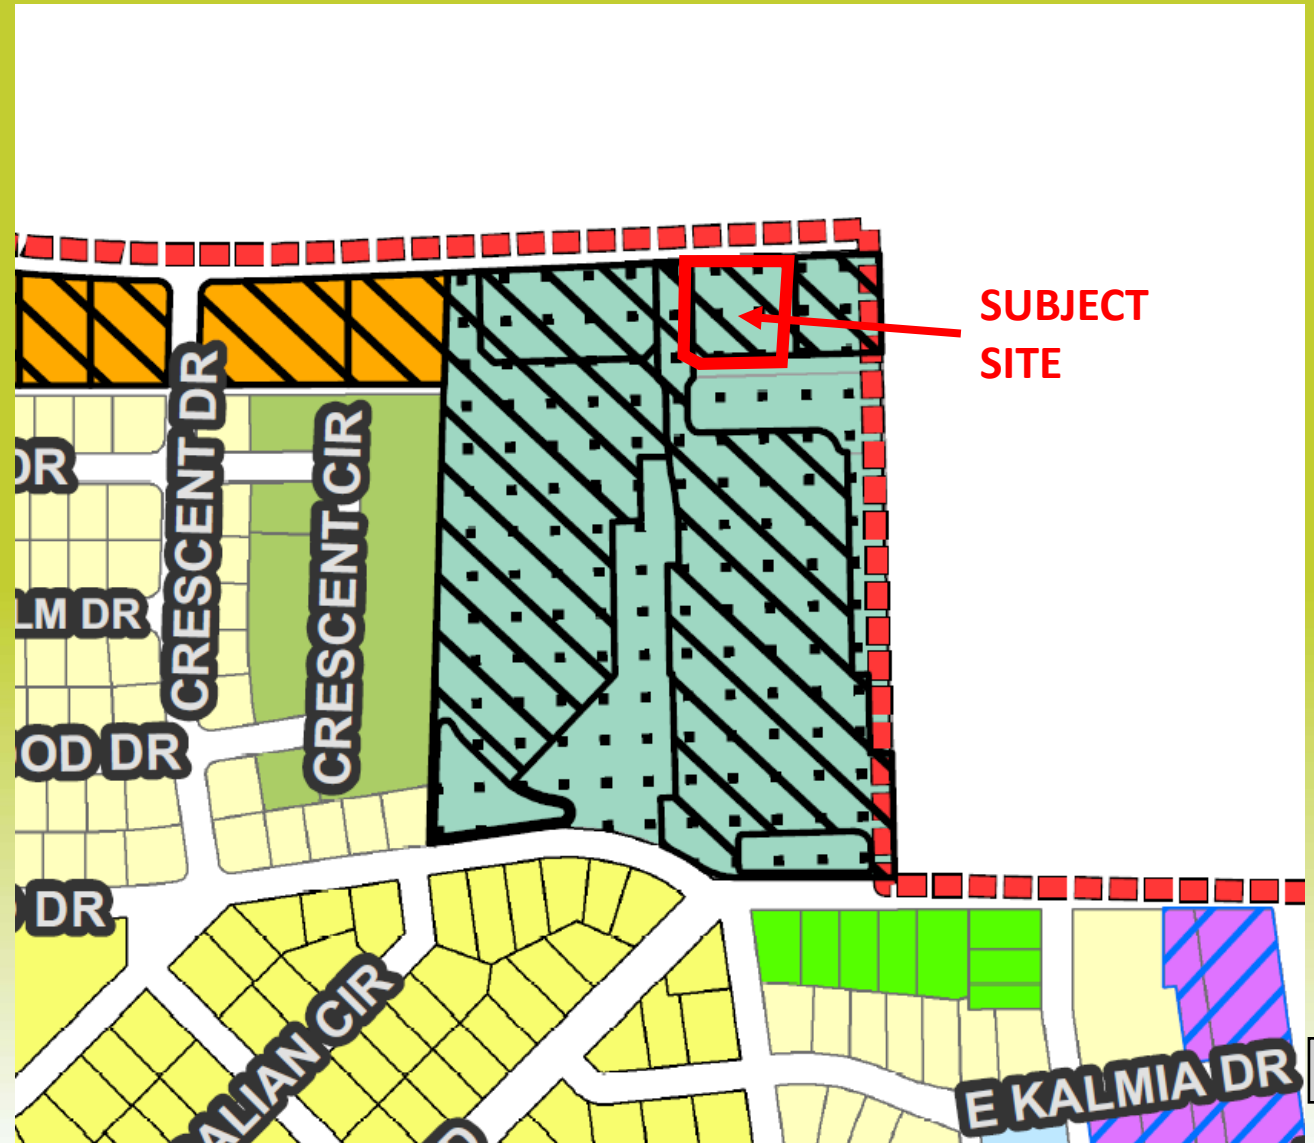 SUBJECT
SITE
CRESCENT DR
CRESCENT CIR
DR
LM DR
OD DR
DR
ALIAN CIR
E KALMIA DR